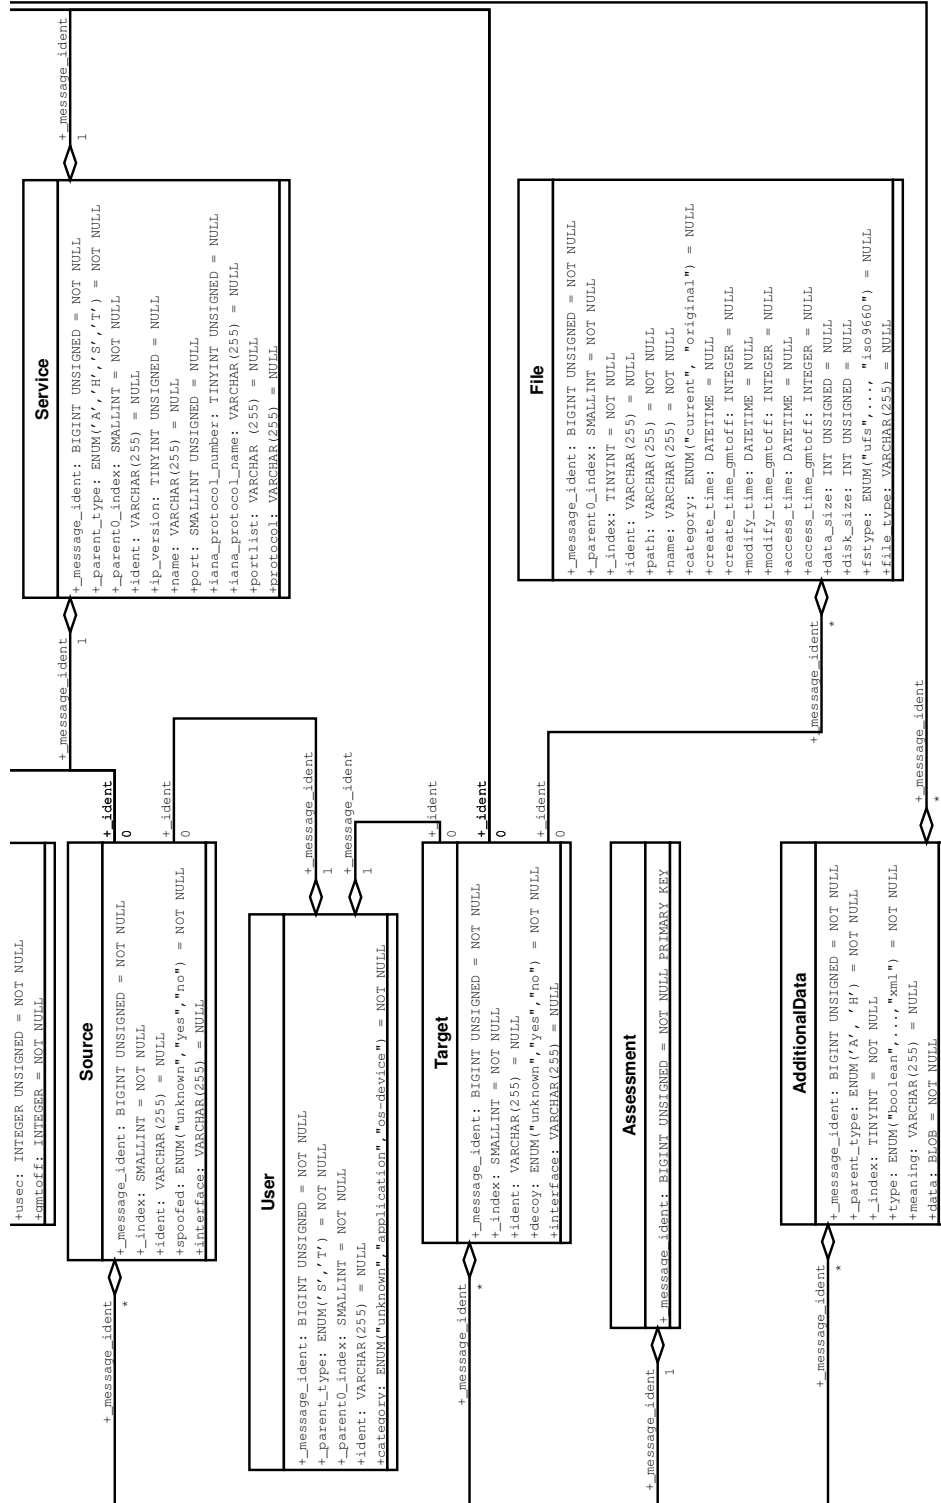 +usec: INTEGER UNSIGNED = NOT NULL
+gmtoff: INTEGER = NOT NULL
Source
+_message_ident: BIGINT UNSIGNED = NOT NULL
+_index: SMALLINT = NOT NULL
+ident: VARCHAR(255) = NULL
+spoofed: ENUM("unknown","yes","no") = NOT NULL
+interface: VARCHAR(255) = NULL
+_message_ident
*
+_ident
0
+_ident
0
Service
+_message_ident: BIGINT UNSIGNED = NOT NULL
+_parent_type: ENUM('A','H','S','T') = NOT NULL
+_parent0_index: SMALLINT = NOT NULL
+ident: VARCHAR(255) = NULL
+ip_version: TINYINT UNSIGNED = NULL
+name: VARCHAR(255) = NULL
+port: SMALLINT UNSIGNED = NULL
+iana_protocol_number: TINYINT UNSIGNED = NULL
+iana_protocol_name: VARCHAR(255) = NULL
+portlist: VARCHAR (255) = NULL
+protocol: VARCHAR(255) = NULL
+_message_ident
1
+_message_ident
1
User
+_message_ident: BIGINT UNSIGNED = NOT NULL
+_parent_type: ENUM('S','T') = NOT NULL
+_parent0_index: SMALLINT = NOT NULL
+ident: VARCHAR(255) = NULL
+category: ENUM("unknown","application","os-device") = NOT NULL
+_message_ident
1
+_message_ident
1
Target
+_message_ident: BIGINT UNSIGNED = NOT NULL
+_index: SMALLINT = NOT NULL
+ident: VARCHAR(255) = NULL
+decoy: ENUM("unknown","yes","no") = NOT NULL
+interface: VARCHAR(255) = NULL
+_message_ident
*
+_ident
0
+_ident
0
+_ident
0
File
+_message_ident: BIGINT UNSIGNED = NOT NULL
+_parent0_index: SMALLINT = NOT NULL
+_index: TINYINT = NOT NULL
+ident: VARCHAR(255) = NULL
+path: VARCHAR(255) = NOT NULL
+name: VARCHAR(255) = NOT NULL
+category: ENUM("current", "original") = NULL
+create_time: DATETIME = NULL
+create_time_gmtoff: INTEGER = NULL
+modify_time: DATETIME = NULL
+modify_time_gmtoff: INTEGER = NULL
+access_time: DATETIME = NULL
+access_time_gmtoff: INTEGER = NULL
+data_size: INT UNSIGNED = NULL
+disk_size: INT UNSIGNED = NULL
+fstype: ENUM("ufs",..., "iso9660") = NULL
+file_type: VARCHAR(255) = NULL
+_message_ident
*
Assessment
+_message_ident: BIGINT UNSIGNED = NOT NULL PRIMARY KEY
+_message_ident
1
AdditionalData
+_message_ident: BIGINT UNSIGNED = NOT NULL
+_parent_type: ENUM('A', 'H') = NOT NULL
+_index: TINYINT = NOT NULL
+type: ENUM("boolean",...,"xml") = NOT NULL
+meaning: VARCHAR(255) = NULL
+data: BLOB = NOT NULL
+_message_ident
*
+_message_ident
*